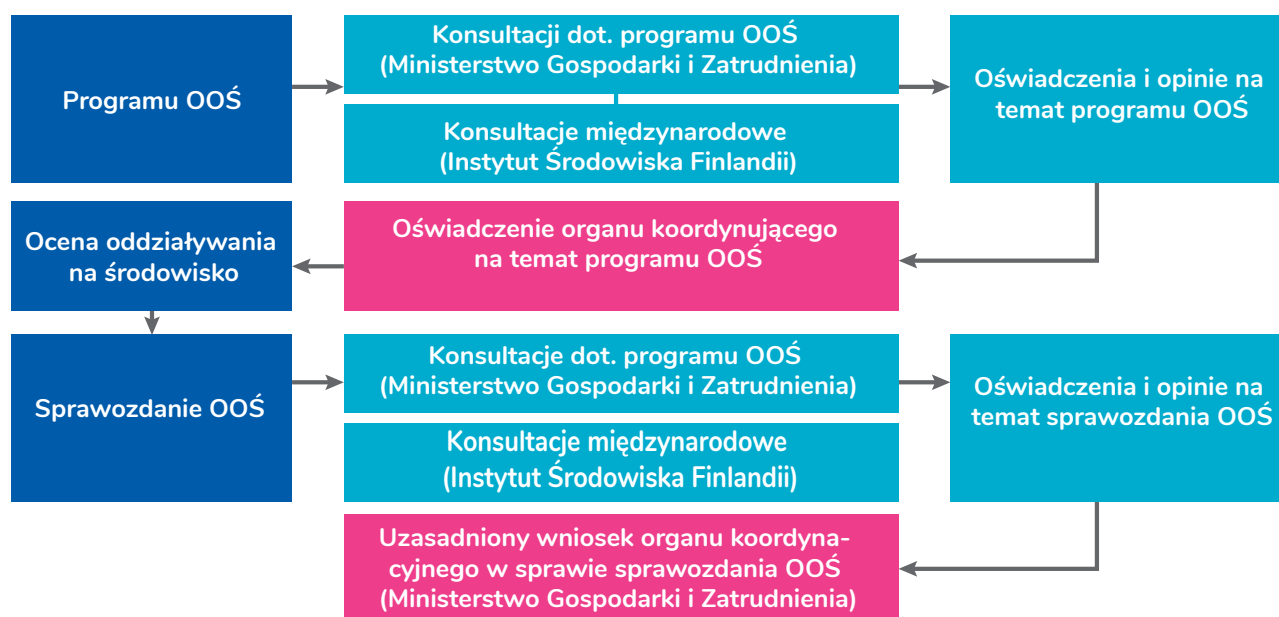 Programu OOŚ
Konsultacji dot. programu OOŚ
(Ministerstwo Gospodarki i Zatrudnienia)
Konsultacje międzynarodowe
(Instytut Środowiska Finlandii)
Oświadczenia i opinie na
temat programu OOŚ
Ocena oddziaływania
na środowisko
Oświadczenie organu koordynującego
na temat programu OOŚ
Sprawozdanie OOŚ
Konsultacje dot. programu OOŚ
(Ministerstwo Gospodarki i Zatrudnienia)
Konsultacje międzynarodowe
(Instytut Środowiska Finlandii)
Oświadczenia i opinie na
temat sprawozdania OOŚ
Uzasadniony wniosek organu koordyna-
cyjnego w sprawie sprawozdania OOŚ
(Ministerstwo Gospodarki i Zatrudnienia)